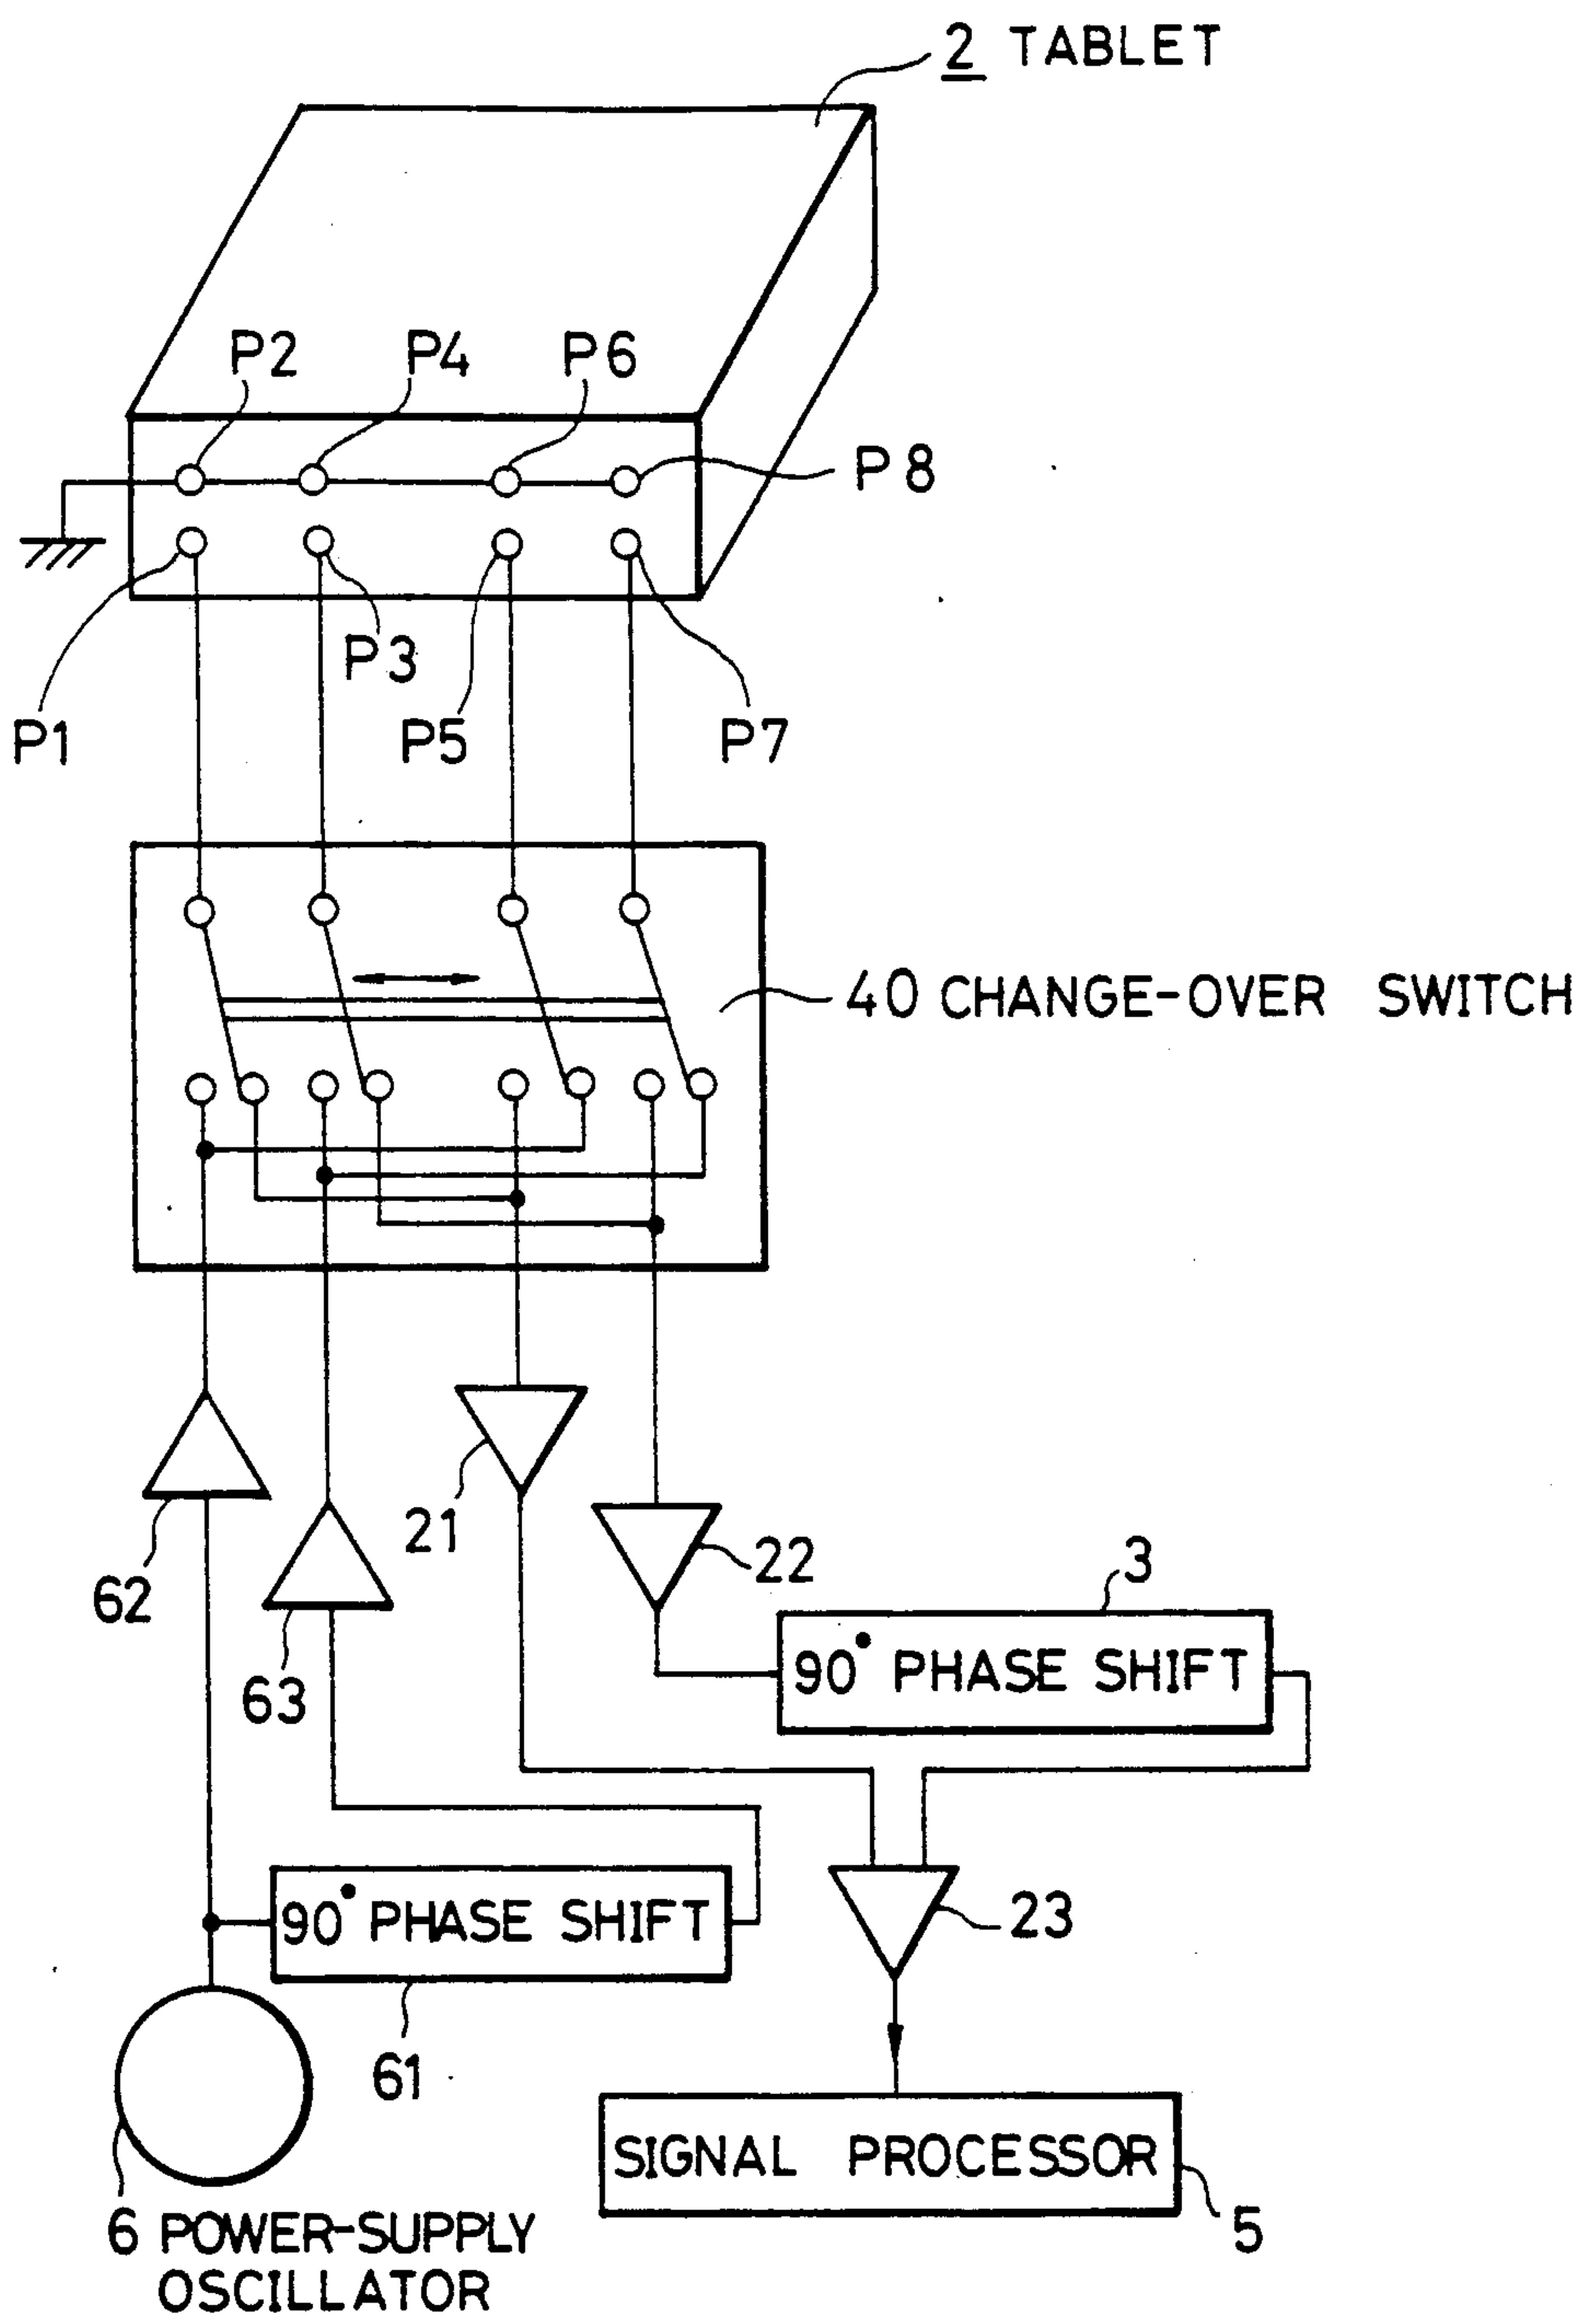 2 TABLET
P2 P4 P6
P8
P3
P1 P5 P7
40 CHANGE-OVER SWITCH
21
22 3
62
90° PHASE SHIFT
63
90° PHASE SHIFT 23
61
SIGNAL PROCESSOR
6 POWER-SUPPLY 5
OSCILLATOR